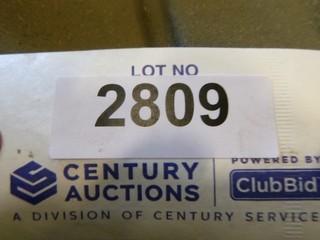 LOT NO
2809
CENTURY
AUCTIONS
POWERED BY
ClubBid
A DIVISION OF CENTURY SERVICE